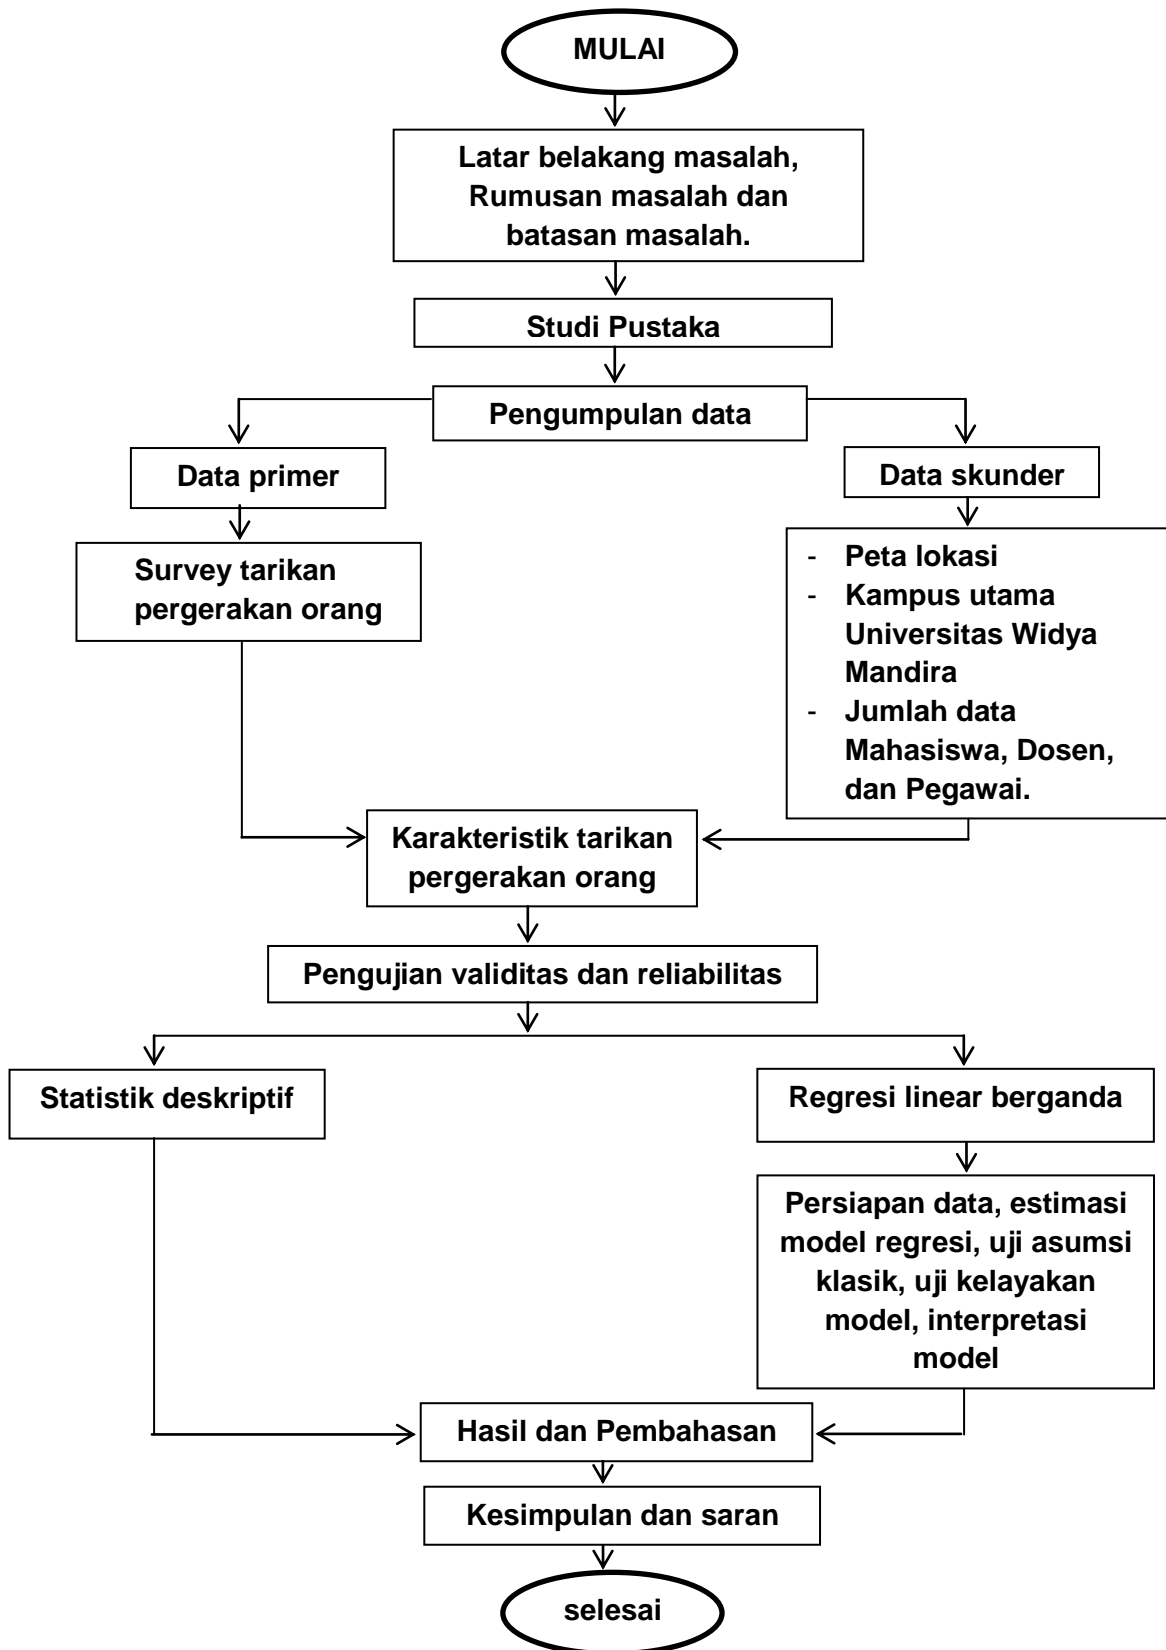 MULAI
Latar belakang masalah,
Rumusan masalah dan
batasan masalah.
Studi Pustaka
Pengumpulan data
Data primer
Data skunder
Survey tarikan
pergerakan orang
- Peta lokasi
- Kampus utama
Universitas Widya
Mandira
- Jumlah data
Mahasiswa, Dosen,
dan Pegawai.
Karakteristik tarikan
pergerakan orang
Pengujian validitas dan reliabilitas
Statistik deskriptif
Regresi linear berganda
Persiapan data, estimasi
model regresi, uji asumsi
klasik, uji kelayakan
model, interpretasi
model
Hasil dan Pembahasan
Kesimpulan dan saran
selesai